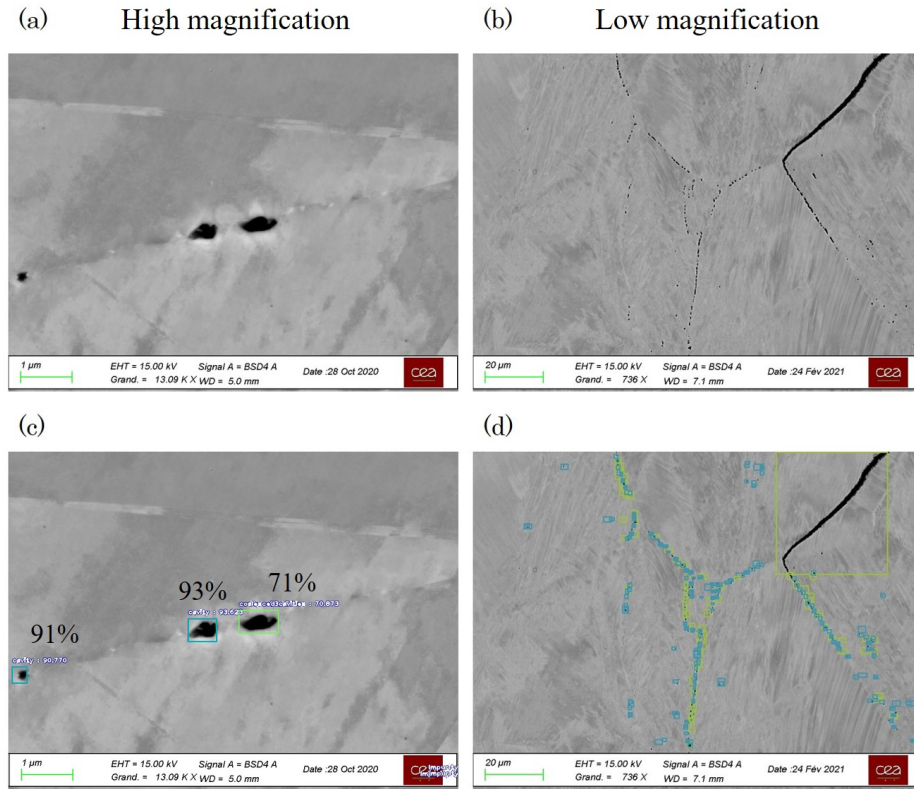 (a) High magnification
(b) Low magnification
1 µm
EHT = 15.00 kV Signal A = BSD4 A
Grand. = 13.09 K X WD = 5.0 mm
Date :28 Oct 2020
cea
20 µm
EHT = 15.00 kV Signal A = BSD4 A
Grand. = 736 X WD = 7.1 mm
Date :24 Fév 2021
cea
(c)
(d)
93%
71%
91%
cavity : 90.770
1 µm
EHT = 15.00 kV Signal A = BSD4 A
Grand. = 13.09 K X WD = 5.0 mm
Date :28 Oct 2020
cea
20 µm
EHT = 15.00 kV Signal A = BSD4 A
Grand. = 736 X WD = 7.1 mm
Date :24 Fév 2021
cea